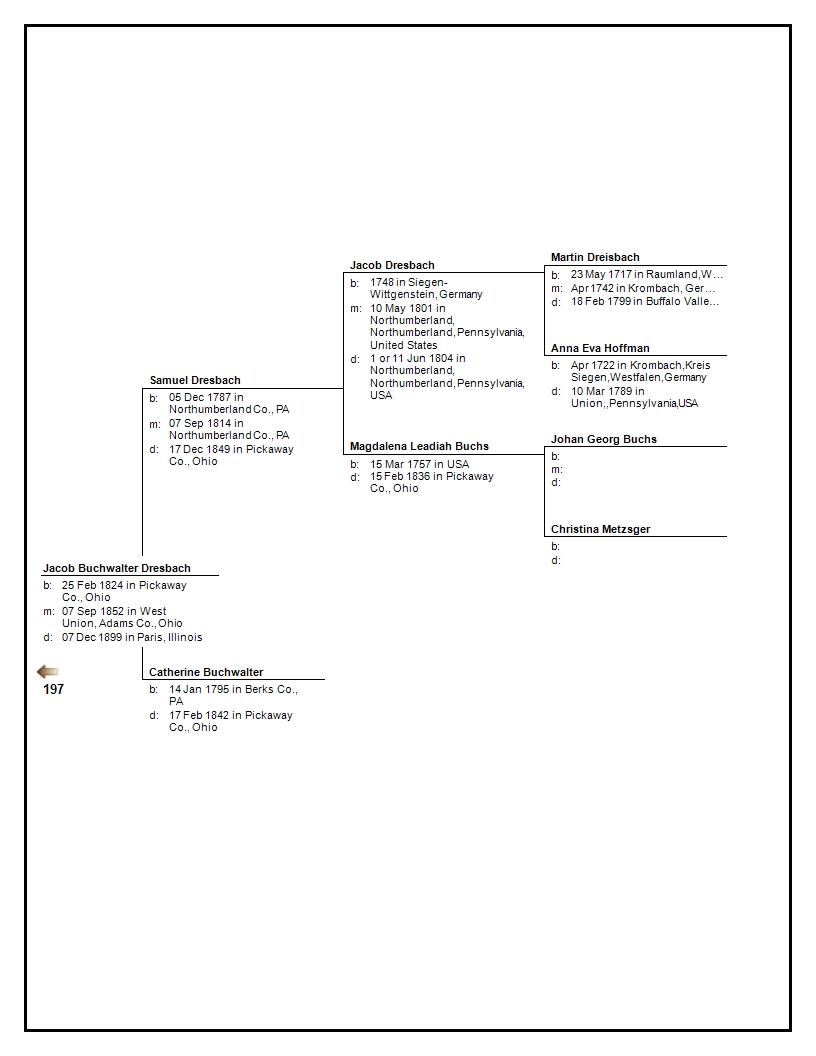 Martin Dreisbach
b: 23 May 1717 in Raumland,W...
m: Apr 1742 in Krombach, Ger...
d: 18 Feb 1799 in Buffalo Valle...
Jacob Dresbach
b: 1748 in Siegen-
Wittgenstein, Germany
m: 10 May 1801 in
Northumberland,
Northumberland, Pennsylvania,
United States
d: 1 or 11 Jun 1804 in
Northumberland,
Northumberland, Pennsylvania,
USA
Anna Eva Hoffman
b: Apr 1722 in Krombach,Kreis
Siegen,Westfalen,Germany
d: 10 Mar 1789 in
Union,,Pennsylvania,USA
Samuel Dresbach
b: 05 Dec 1787 in
Northumberland Co., PA
m: 07 Sep 1814 in
Northumberland Co., PA
d: 17 Dec 1849 in Pickaway
Co., Ohio
Magdalena Leadiah Buchs
b: 15 Mar 1757 in USA
d: 15 Feb 1836 in Pickaway
Co., Ohio
Johan Georg Buchs
b:
m:
d:
Christina Metzsger
b:
d:
Jacob Buchwalter Dresbach
b: 25 Feb 1824 in Pickaway
Co., Ohio
m: 07 Sep 1852 in West
Union, Adams Co., Ohio
d: 07 Dec 1899 in Paris, Illinois
197
Catherine Buchwalter
b: 14 Jan 1795 in Berks Co.,
PA
d: 17 Feb 1842 in Pickaway
Co., Ohio